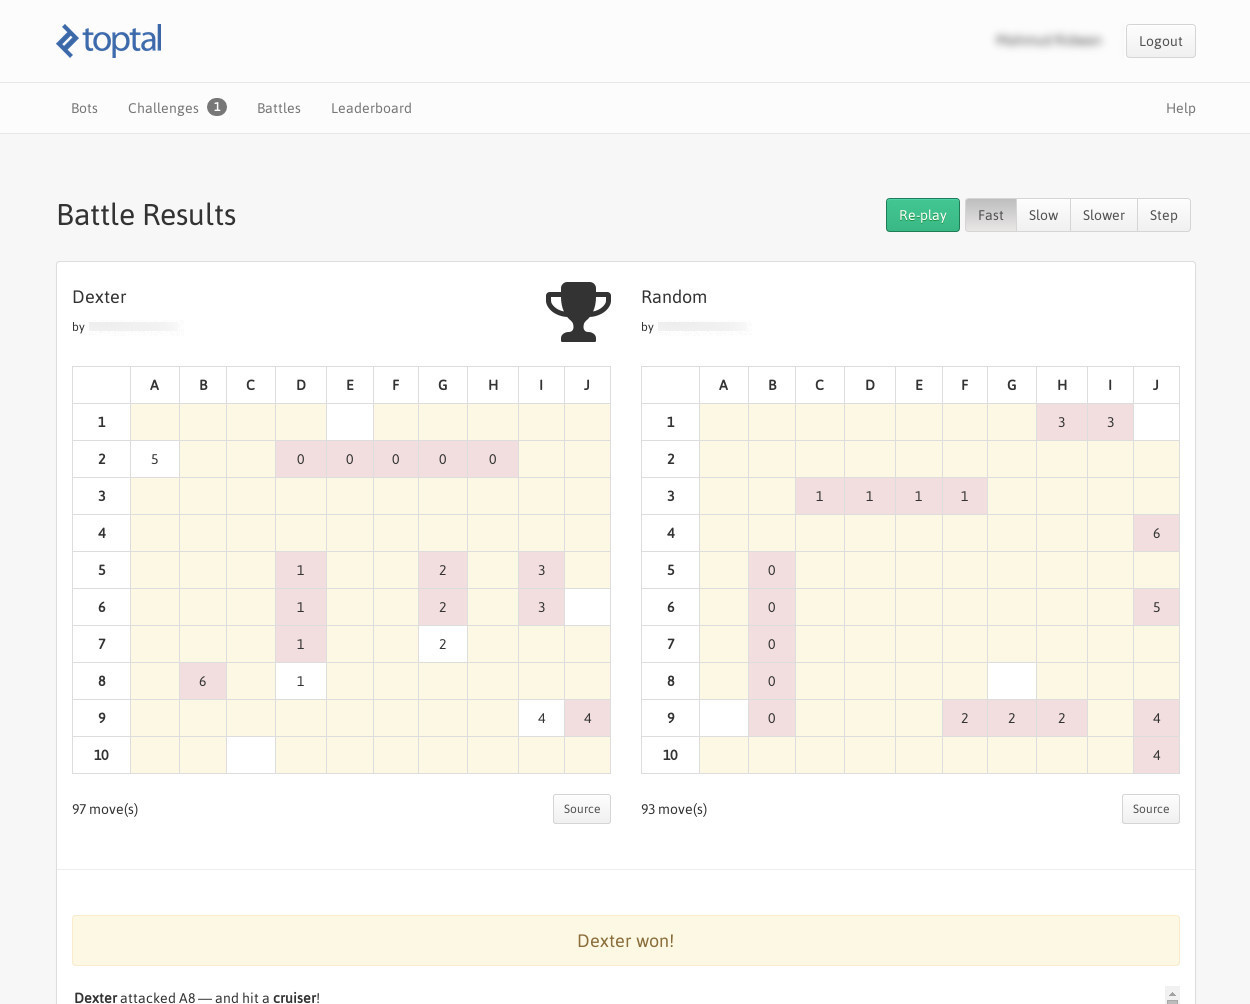 toptal
Logout
Bots Challenges 1 Battles Leaderboard Help
Battle Results
Re-play Fast Slow Slower Step
Dexter
by
Random
by
A B C D E F G H I J
1
2 5 0 0 0 0 0
3
4
5 1 2 3
6 1 2 3
7 1 2
8 6 1
9 4 4
10
97 move(s) Source
A B C D E F G H I J
1 3 3
2
3 1 1 1 1
4 6
5 0
6 0 5
7 0
8 0
9 0 2 2 2 4
10 4
93 move(s) Source
Dexter won!
Dexter attacked A8 — and hit a cruiser!